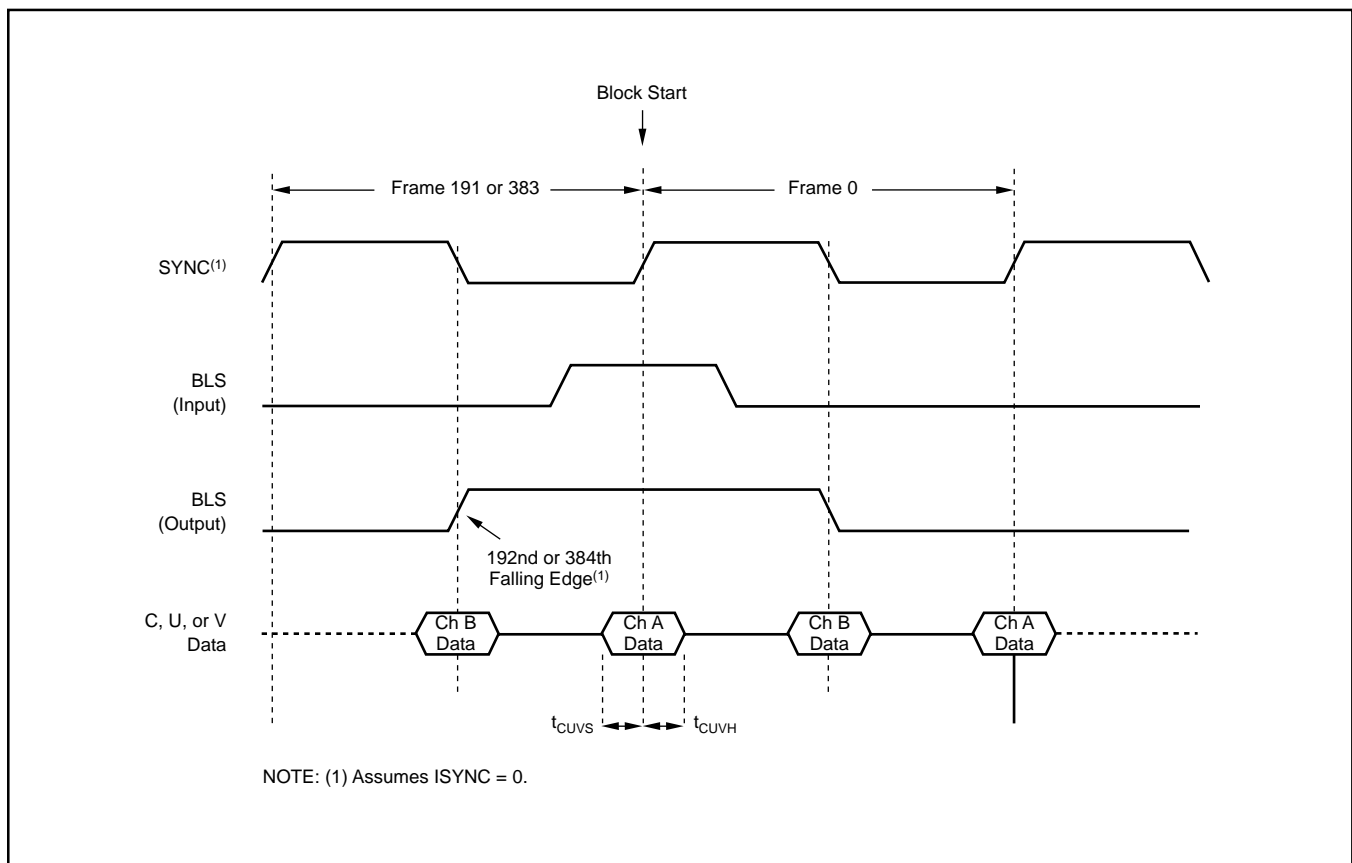 Block Start
Frame 191 or 383
Frame 0
SYNC(1)
BLS
(Input)
BLS
(Output)
192nd or 384th
Falling Edge(1)
C, U, or V
Data
Ch B
Data
Ch A
Data
Ch B
Data
Ch A
Data
tCUVS
tCUVH
NOTE: (1) Assumes ISYNC = 0.